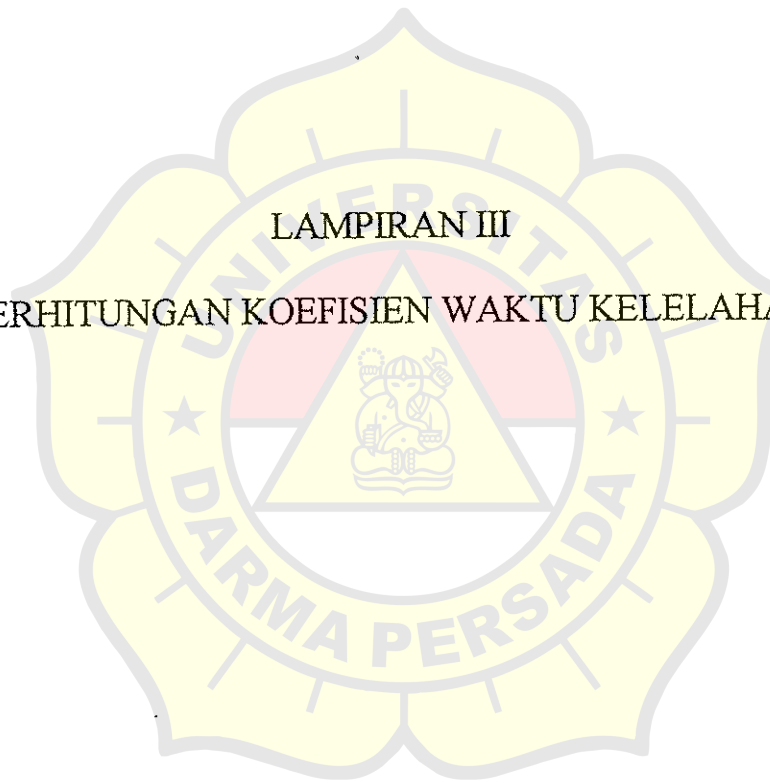 LAMPIRAN III
ERHITUNGAN KOEFISIEN WAKTU KELELAHA
UNIVERSITAS
DARMA PERSADA